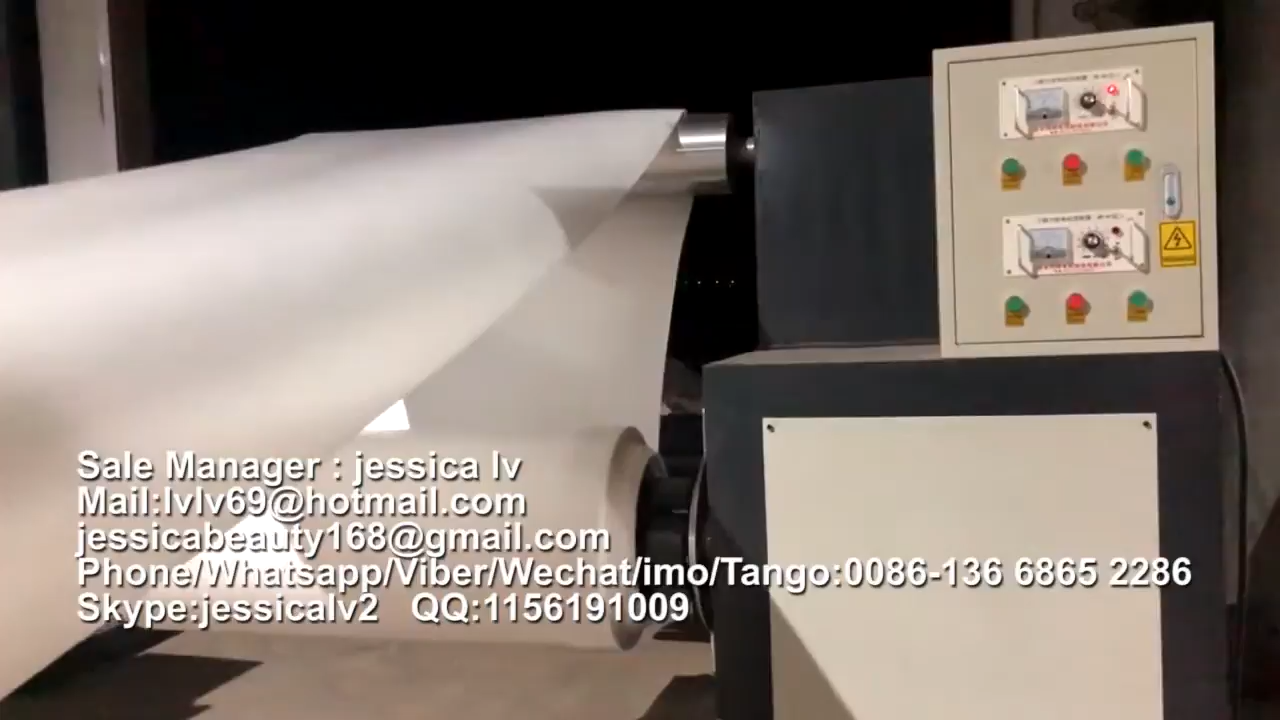 Sale Manager : jessica lv
Mail:lvlv69@hotmail.com
jessicabeauty168@gmail.com
Phone/Whatsapp/Viber/Wechat/imo/Tango:0086-136 6865 2286
Skype:jessicalv2 QQ:1156191009